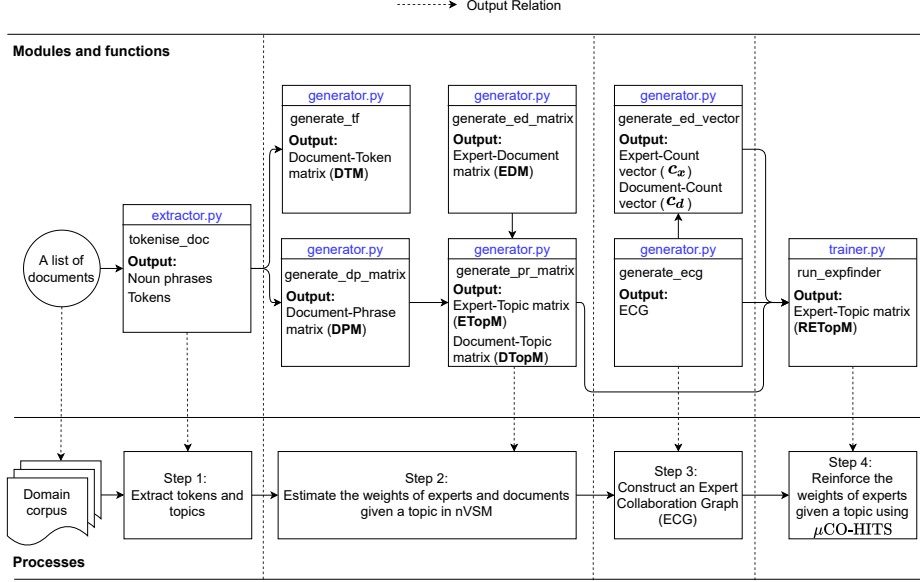 Output Relation
Modules and functions
generator.py
generate_tf
Output:
Document-Token
matrix (DTM)
generator.py
generate_ed_matrix
Output:
Expert-Document
matrix (EDM)
generator.py
generate_ed_vector
Output:
Expert-Count
vector ( c_x )
Document-Count
vector ( c_d )
A list of
documents
extractor.py
tokenise_doc
Output:
Noun phrases
Tokens
generator.py
generate_dp_matrix
Output:
Document-Phrase
matrix (DPM)
generator.py
generate_pr_matrix
Output:
Expert-Topic matrix
(ETopM)
Document-Topic
matrix (DTopM)
generator.py
generate_ecg
Output:
ECG
trainer.py
run_expfinder
Output:
Expert-Topic matrix
(RETopM)
Domain
corpus
Step 1:
Extract tokens and
topics
Step 2:
Estimate the weights of experts and documents
given a topic in nVSM
Step 3:
Construct an Expert
Collaboration Graph
(ECG)
Step 4:
Reinforce the
weights of experts
given a topic using
μCO-HITS
Processes